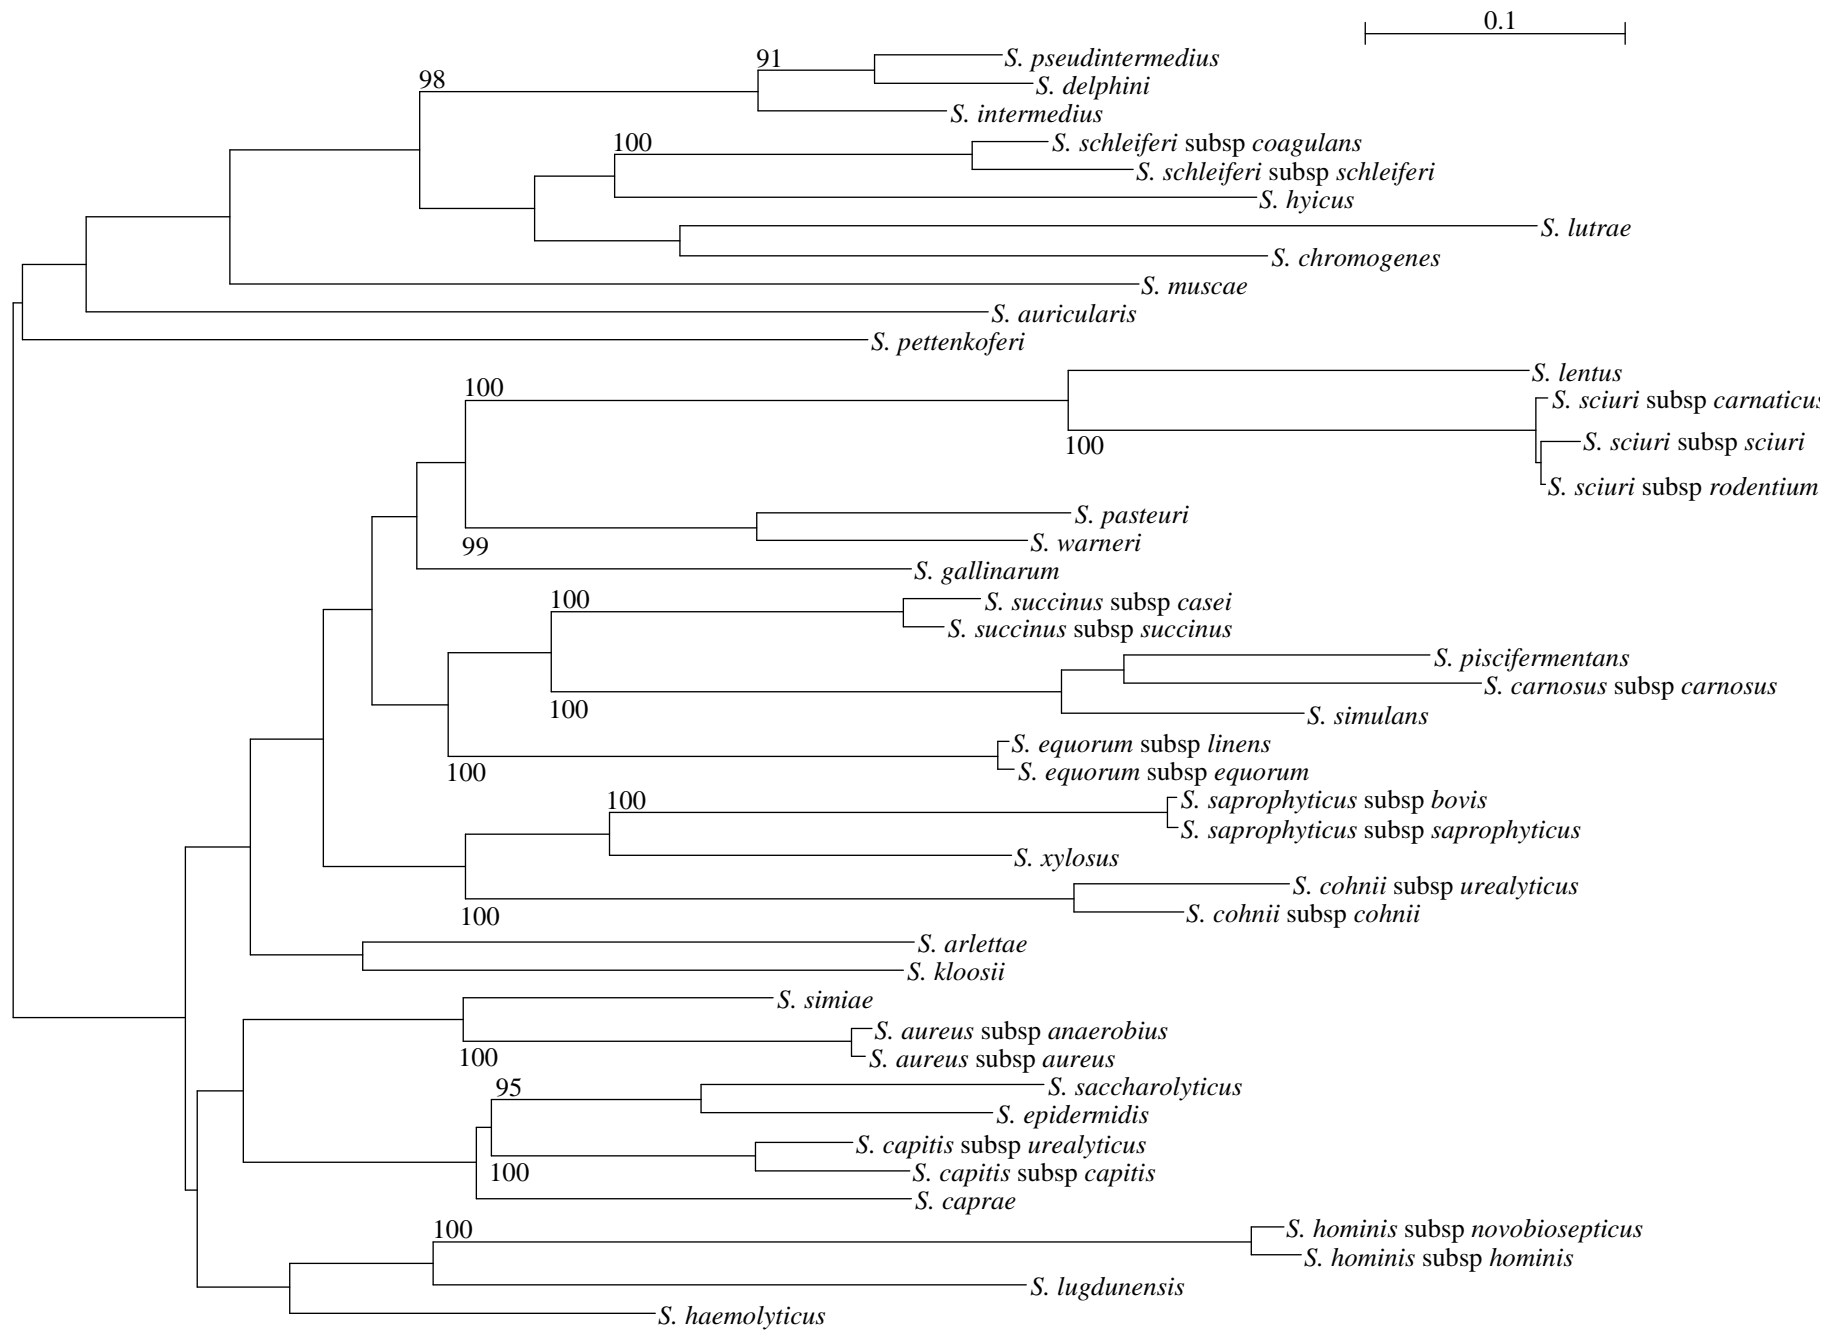 0.1
S. pseudintermedius
91
98
S. delphini
S. intermedius
100
S. schleiferi subsp coagulans
S. schleiferi subsp schleiferi
S. hyicus
S. lutrae
S. chromogenes
S. muscae
S. auricularis
S. pettenkoferi
S. lentus
100
S. sciuri subsp carnaticus
100
S. sciuri subsp sciuri
S. sciuri subsp rodentium
S. pasteuri
99
S. warneri
S. gallinarum
100
S. succinus subsp casei
S. succinus subsp succinus
S. piscifermentans
S. carnosus subsp carnosus
100
S. simulans
S. equorum subsp linens
100
S. equorum subsp equorum
100
S. saprophyticus subsp bovis
S. saprophyticus subsp saprophyticus
S. xylosus
S. cohnii subsp urealyticus
100
S. cohnii subsp cohnii
S. arlettae
S. kloosii
S. simiae
S. aureus subsp anaerobius
100
S. aureus subsp aureus
95
S. saccharolyticus
S. epidermidis
S. capitis subsp urealyticus
100
S. capitis subsp capitis
S. caprae
100
S. hominis subsp novobiosepticus
S. hominis subsp hominis
S. lugdunensis
S. haemolyticus